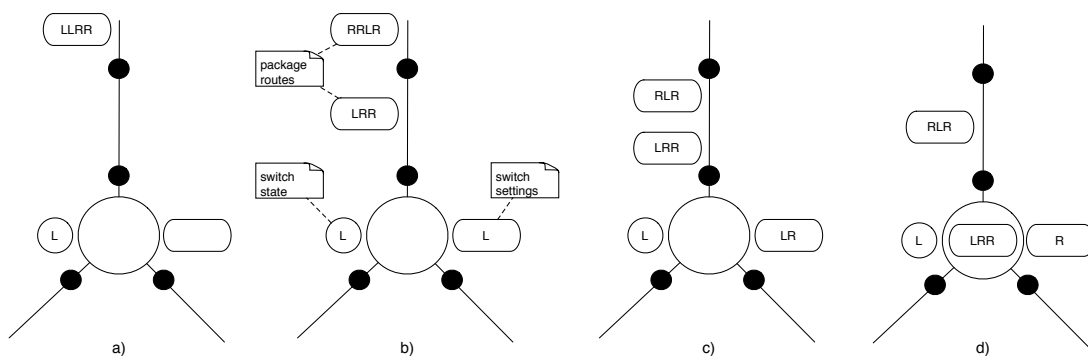 LLRR
L
a)
RRLR
package
routes
LRR
switch
state
switch
settings
L
L
b)
RLR
LRR
L
LR
c)
RLR
L
LRR
R
d)